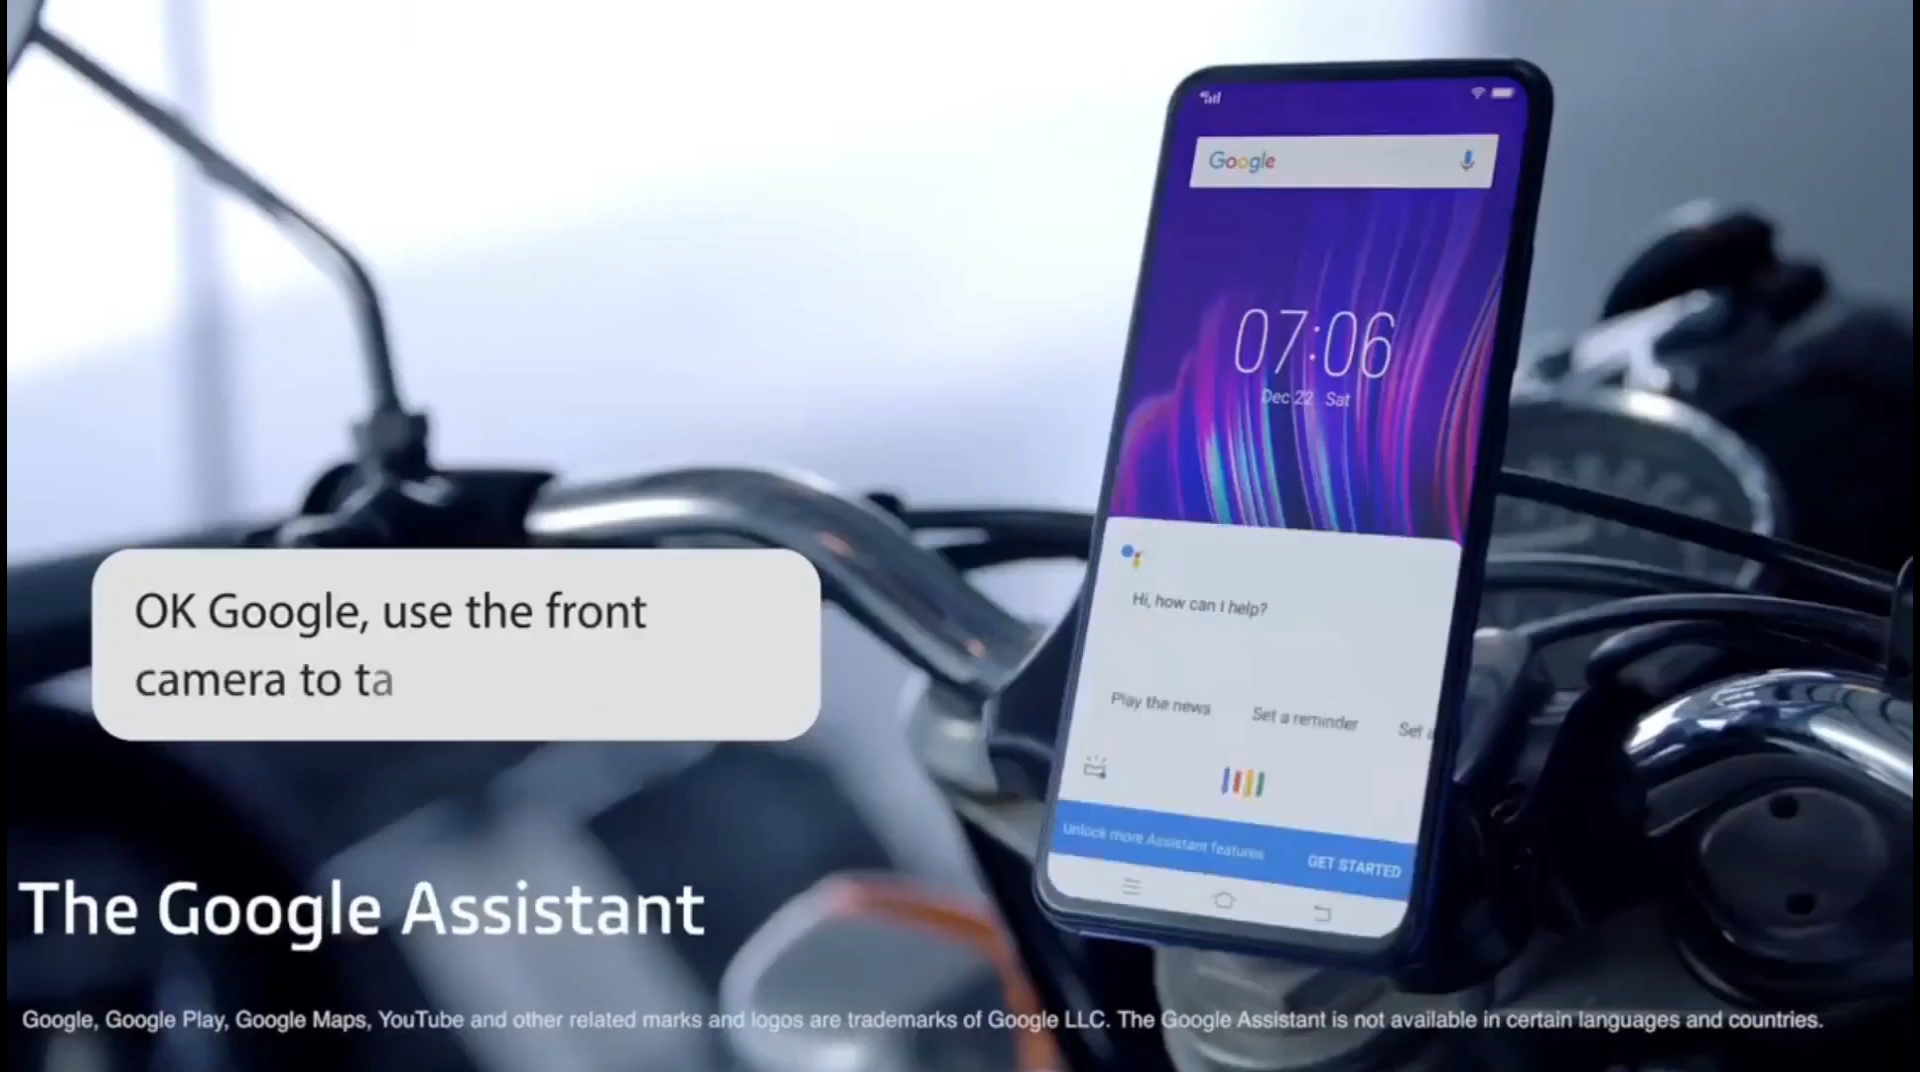 Google
07:06
Dec 22 Sat
OK Google, use the front
camera to ta
Hi, how can I help?
Play the news Set a reminder Set a
Unlock more Assistant features GET STARTED
The Google Assistant
Google, Google Play, Google Maps, YouTube and other related marks and logos are trademarks of Google LLC. The Google Assistant is not available in certain languages and countries.